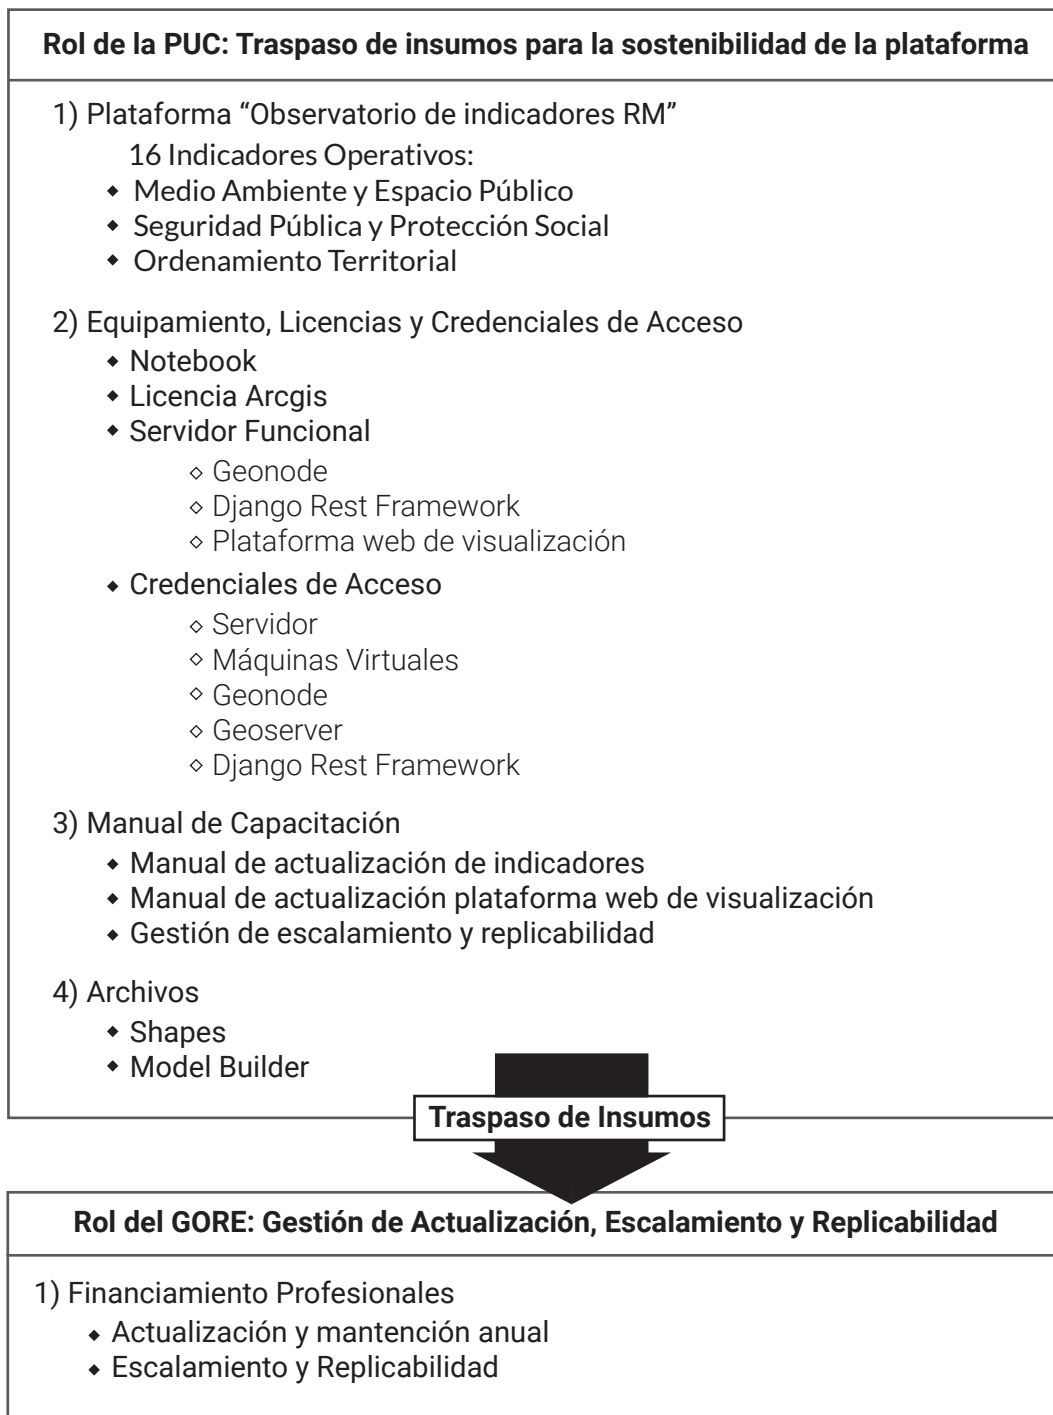 Rol de la PUC: Traspaso de insumos para la sostenibilidad de la plataforma
1) Plataforma “Observatorio de indicadores RM”
16 Indicadores Operativos:
Medio Ambiente y Espacio Público
Seguridad Pública y Protección Social
Ordenamiento Territorial
2) Equipamiento, Licencias y Credenciales de Acceso
Notebook
Licencia Arcgis
Servidor Funcional
Geonode
Django Rest Framework
Plataforma web de visualización
Credenciales de Acceso
Servidor
Máquinas Virtuales
Geonode
Geoserver
Django Rest Framework
3) Manual de Capacitación
Manual de actualización de indicadores
Manual de actualización plataforma web de visualización
Gestión de escalamiento y replicabilidad
4) Archivos
Shapes
Model Builder
Traspaso de Insumos
Rol del GORE: Gestión de Actualización, Escalamiento y Replicabilidad
1) Financiamiento Profesionales
Actualización y mantención anual
Escalamiento y Replicabilidad